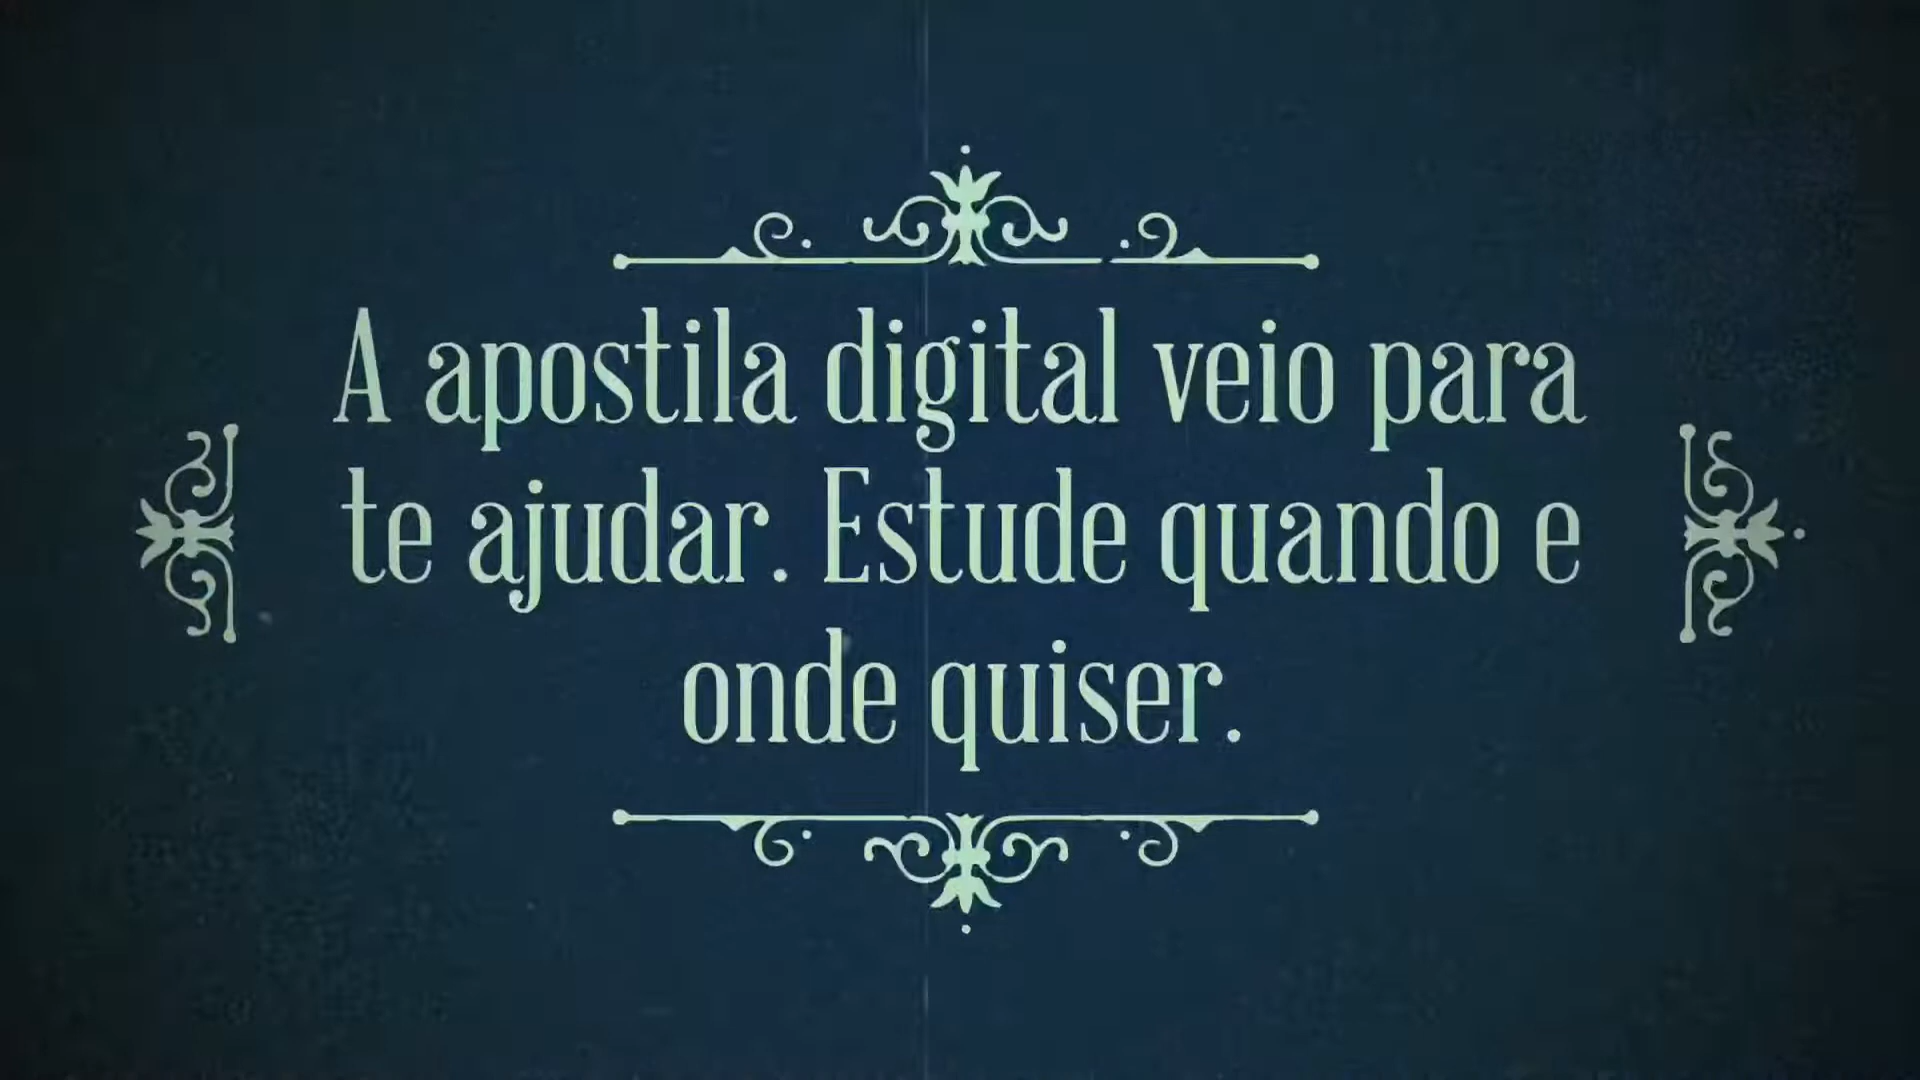 A apostila digital veio para
te ajudar. Estude quando e
onde quiser.